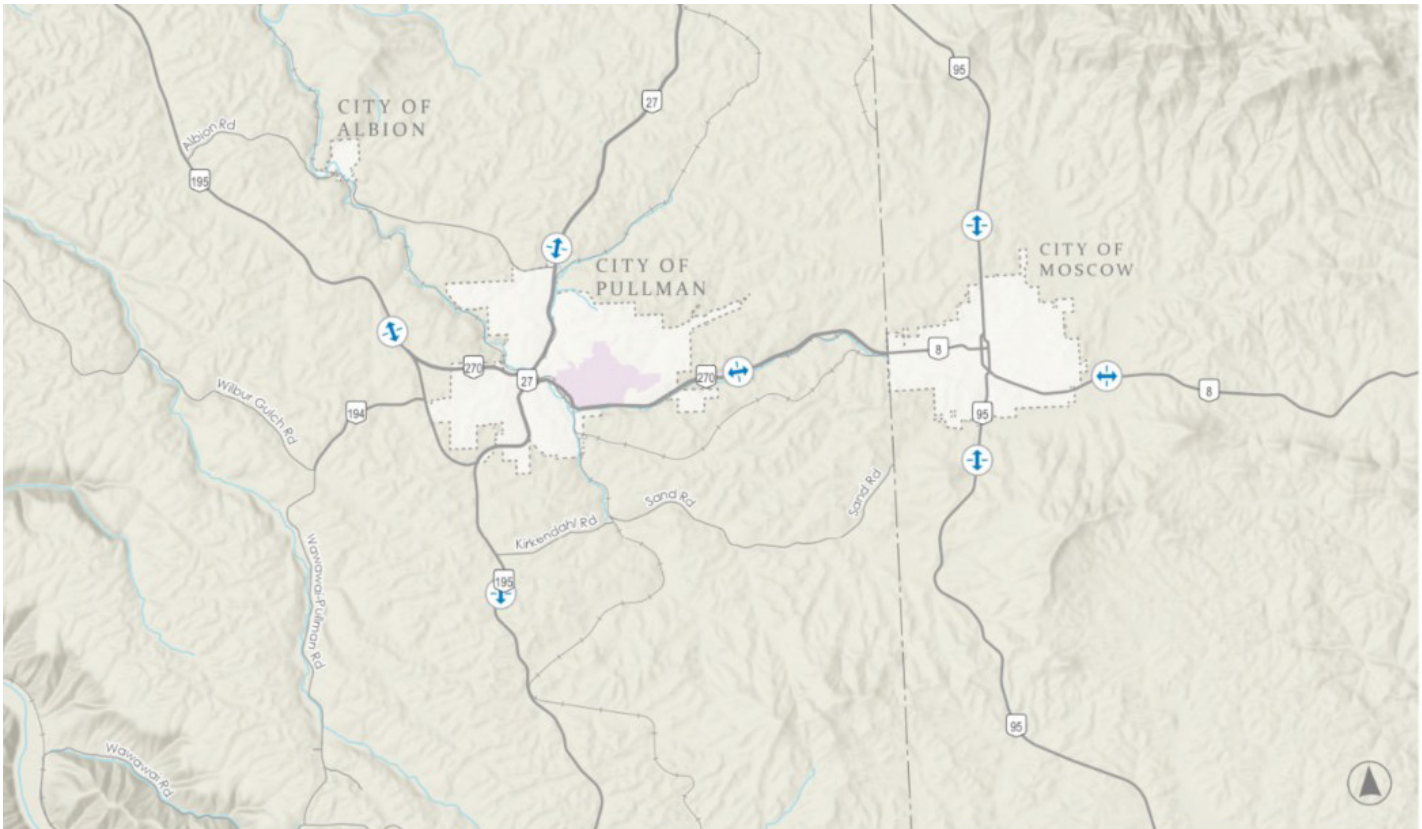 95
27
CITY OF
ALBION
Albion Rd
195
CITY OF
MOSCOW
CITY OF
PULLMAN
8
270
27
270
8
194
Wilbur Gulch Rd
95
Sand Rd
Sand Rd
Kirkendahl Rd
195
Wawawai-Pullman Rd
95
Wawawai Rd